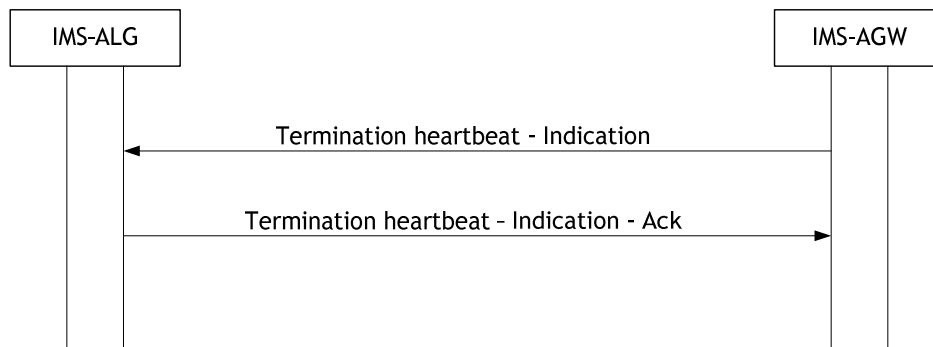 IMS-ALG
IMS-AGW
Termination heartbeat - Indication
Termination heartbeat – Indication - Ack